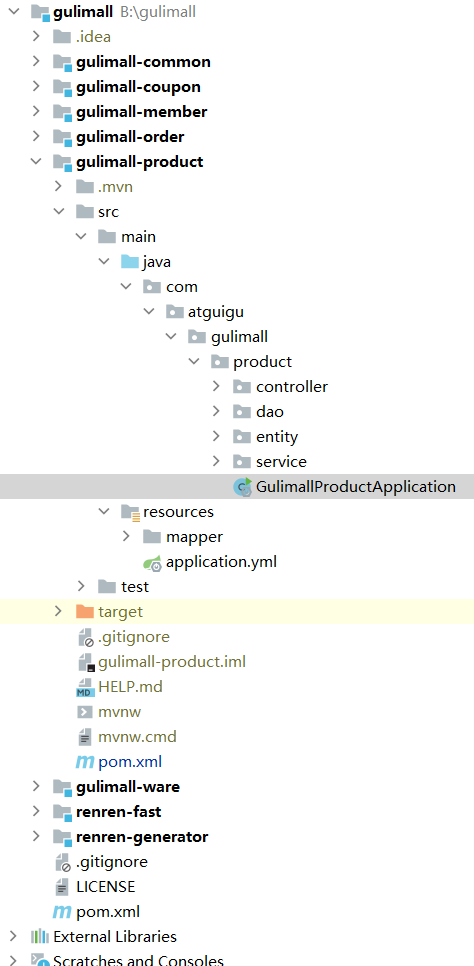 gulimall B:\gulimall
.idea
gulimall-common
gulimall-coupon
gulimall-member
gulimall-order
gulimall-product
.mvn
src
main
java
com
atguigu
gulimall
product
controller
dao
entity
service
GulimallProductApplication
resources
mapper
application.yml
test
target
.gitignore
gulimall-product.iml
HELP.md
mvnw
mvnw.cmd
pom.xml
gulimall-ware
renren-fast
renren-generator
.gitignore
LICENSE
pom.xml
External Libraries
Scratches and Consoles